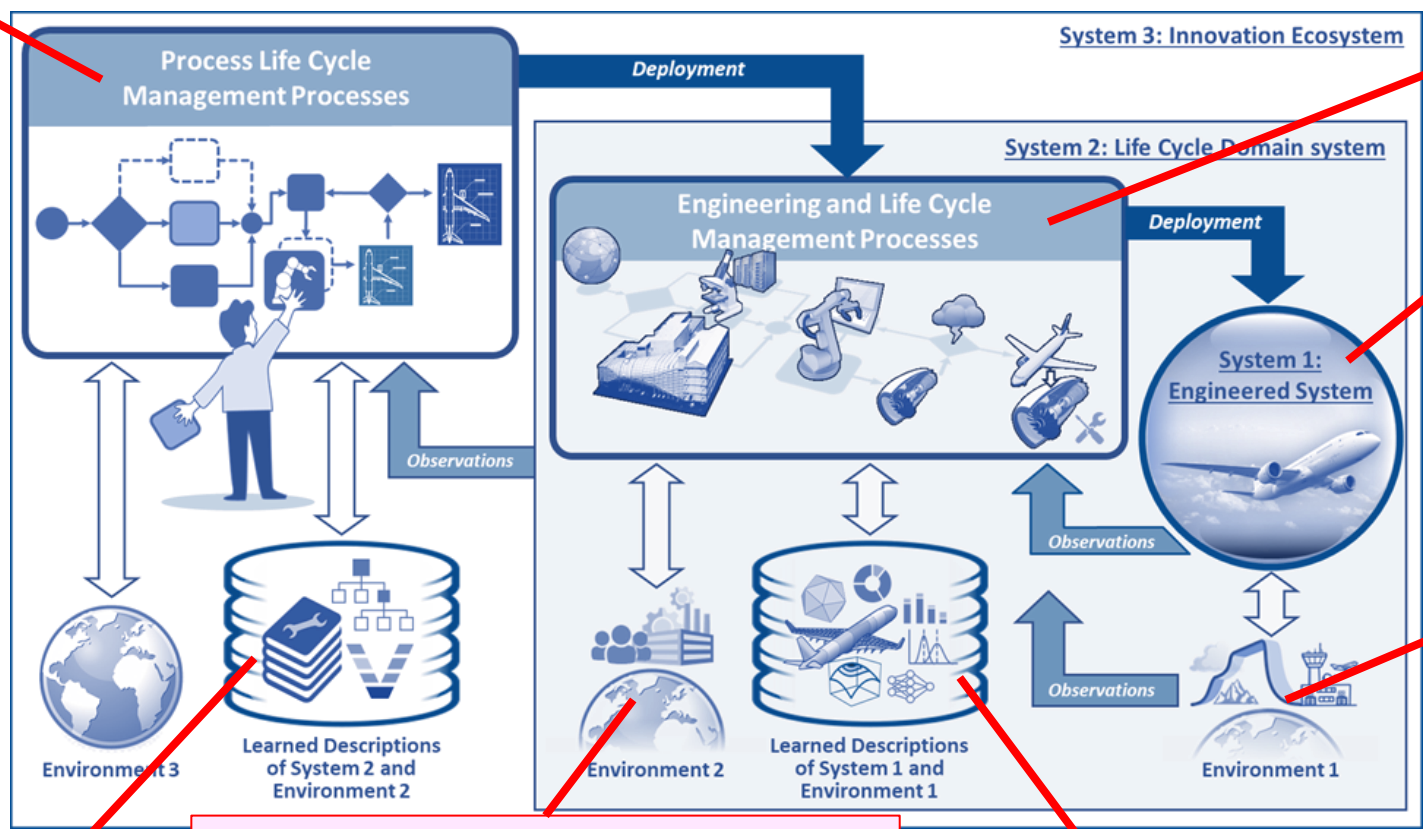 System 3: Innovation Ecosystem
Process Life Cycle
Management Processes
Deployment
System 2: Life Cycle Domain system
Engineering and Life Cycle
Management Processes
Deployment
System 1:
Engineered System
Observations
Observations
Observations
Environment 3
Learned Descriptions
of System 2 and
Environment 2
Environment 2
Learned Descriptions
of System 1 and
Environment 1
Environment 1